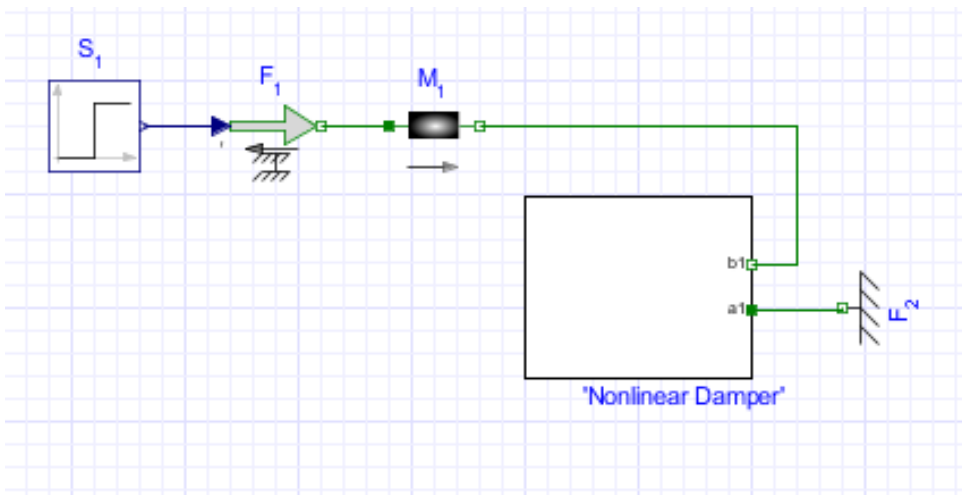 S₁
F₁
M₁
b1
a1
F₂
'Nonlinear Damper'